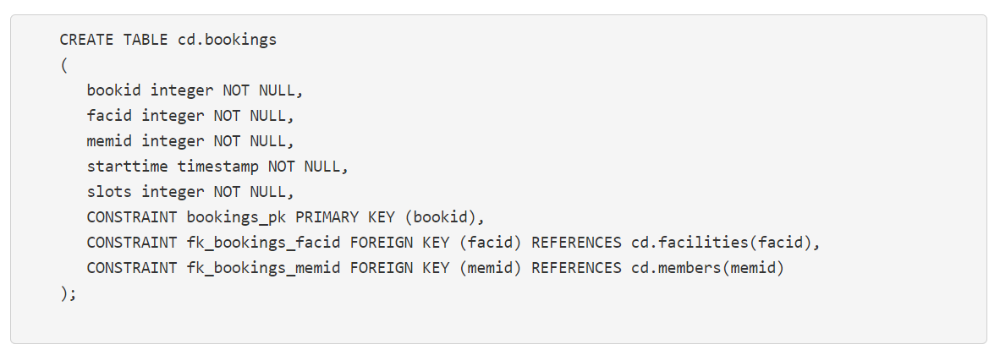 CREATE TABLE cd.bookings
(
bookid integer NOT NULL,
facid integer NOT NULL,
memid integer NOT NULL,
starttime timestamp NOT NULL,
slots integer NOT NULL,
CONSTRAINT bookings_pk PRIMARY KEY (bookid),
CONSTRAINT fk_bookings_facid FOREIGN KEY (facid) REFERENCES cd.facilities(facid),
CONSTRAINT fk_bookings_memid FOREIGN KEY (memid) REFERENCES cd.members(memid)
);